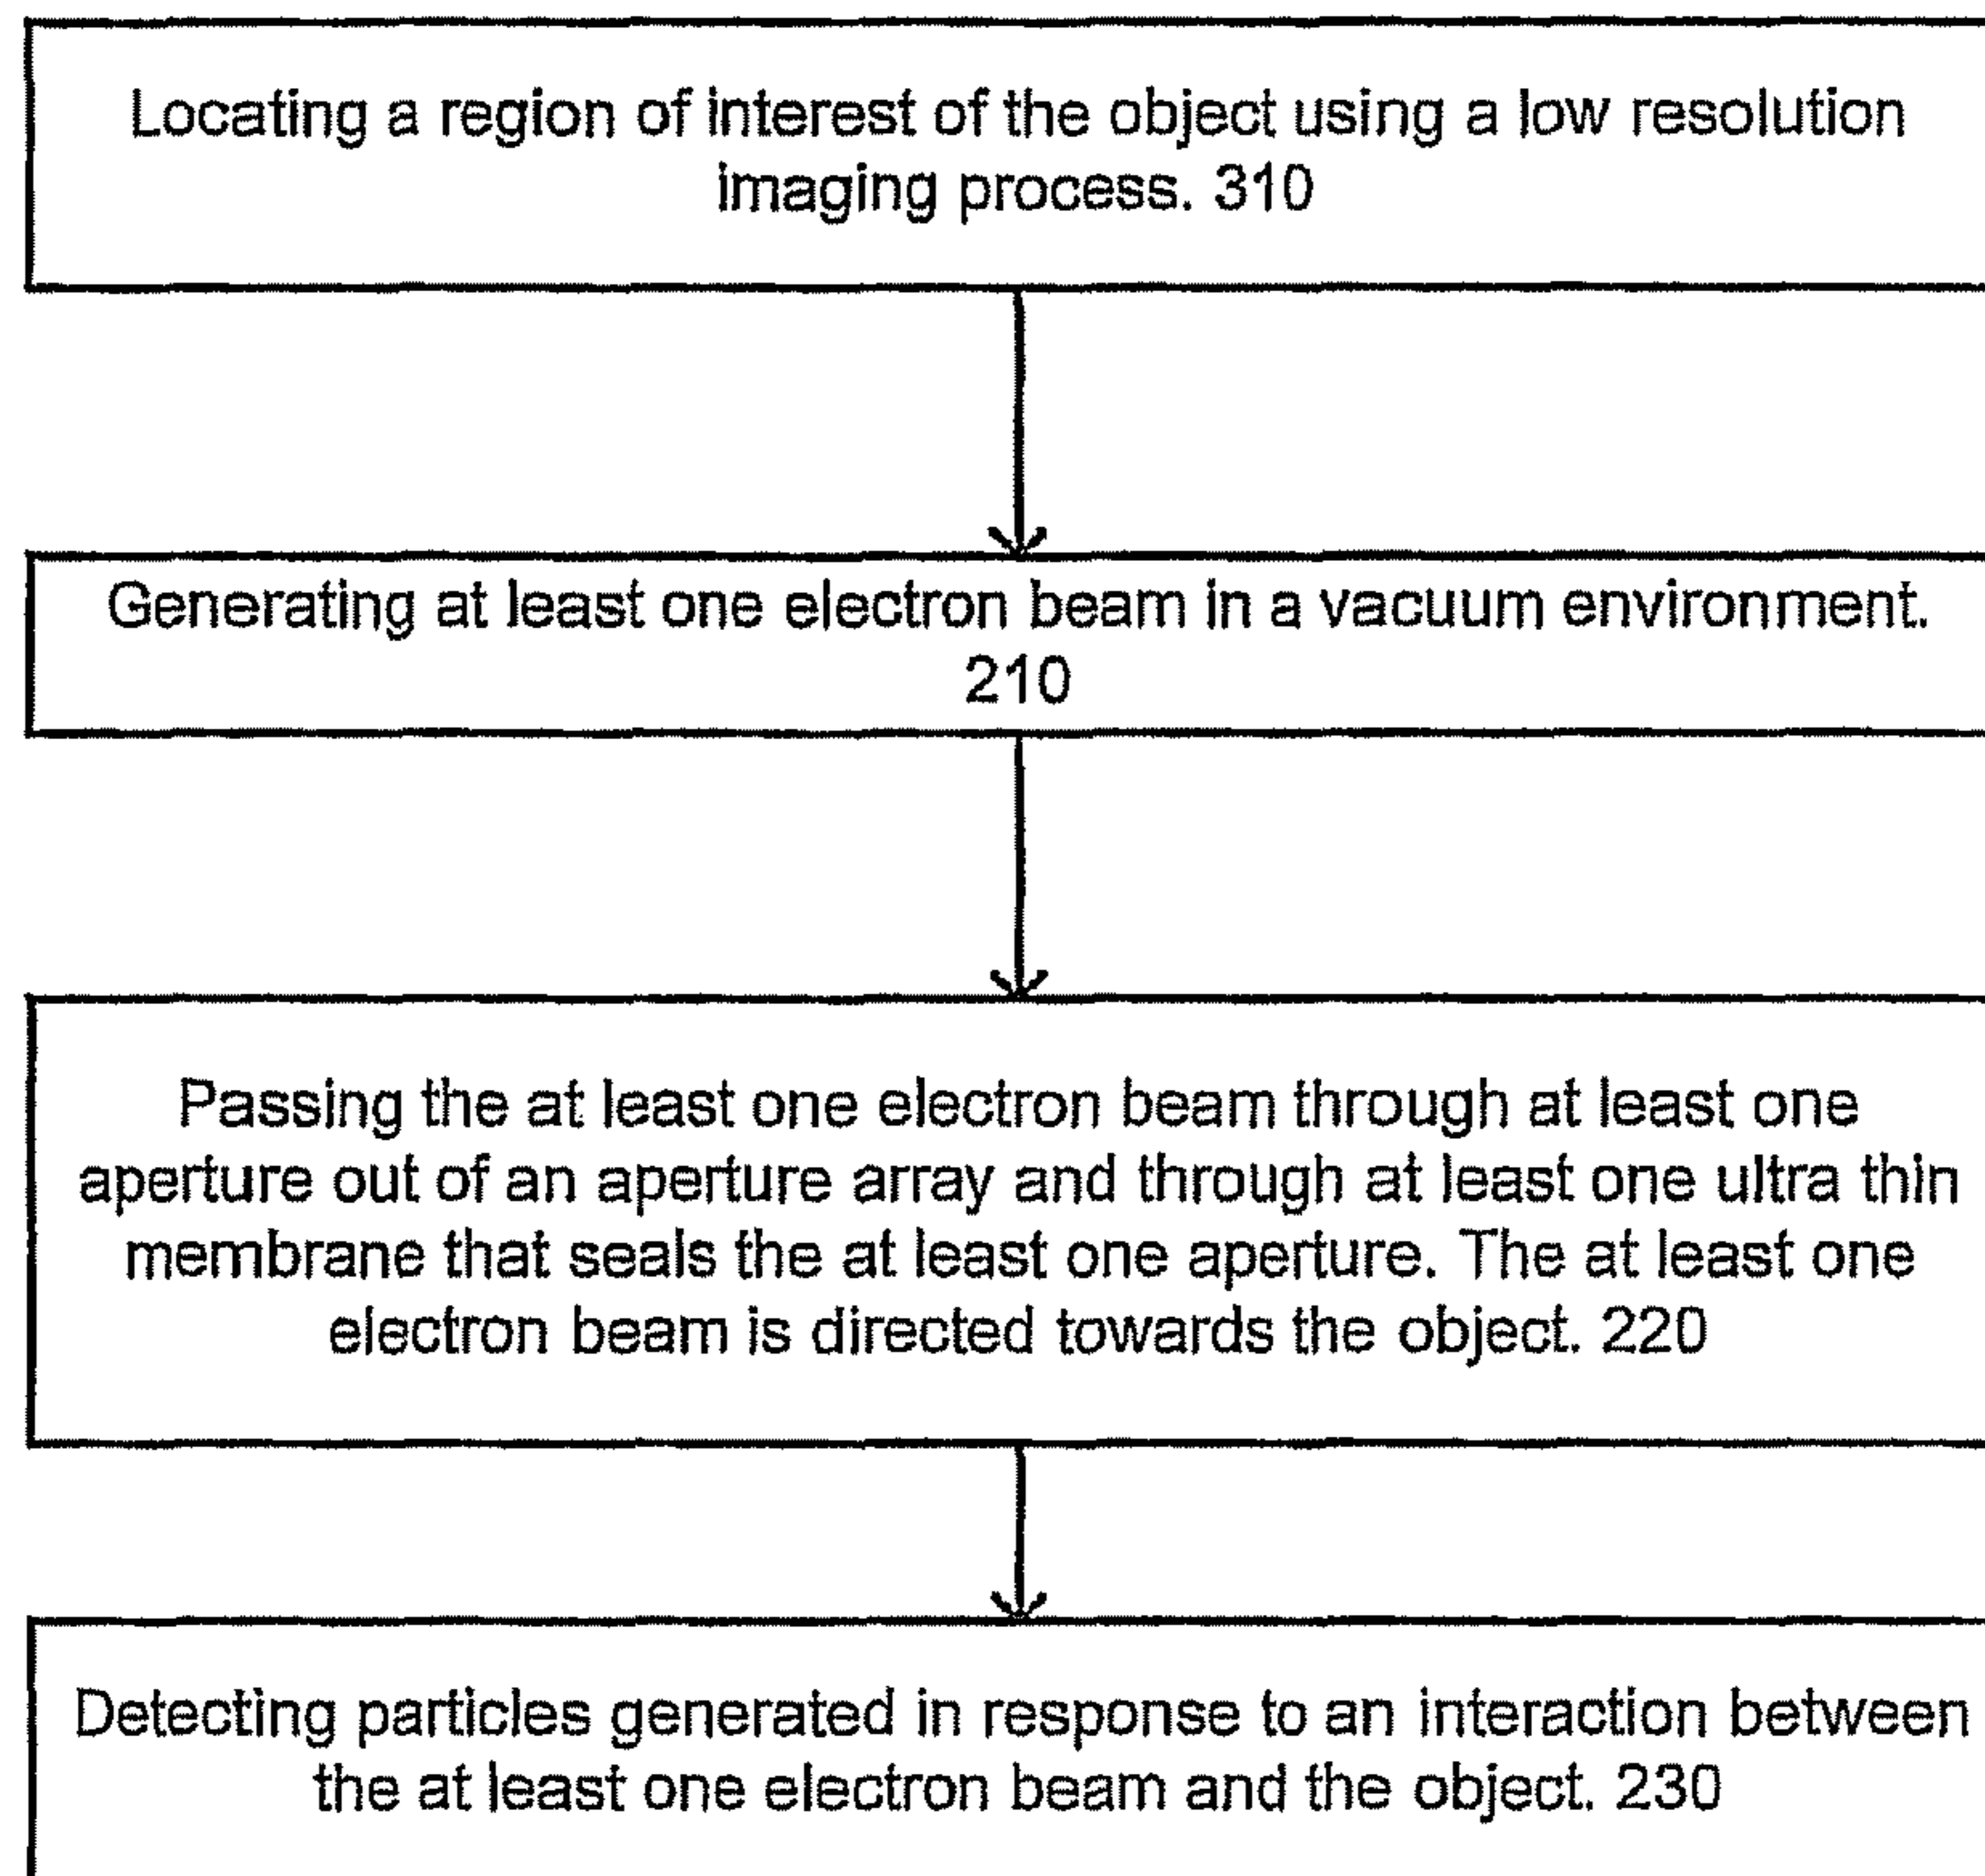 Locating a region of interest of the object using a low resolution
imaging process. 310
Generating at least one electron beam in a vacuum environment.
210
Passing the at least one electron beam through at least one
aperture out of an aperture array and through at least one ultra thin
membrane that seals the at least one aperture. The at least one
electron beam is directed towards the object. 220
Detecting particles generated in response to an interaction between
the at least one electron beam and the object. 230